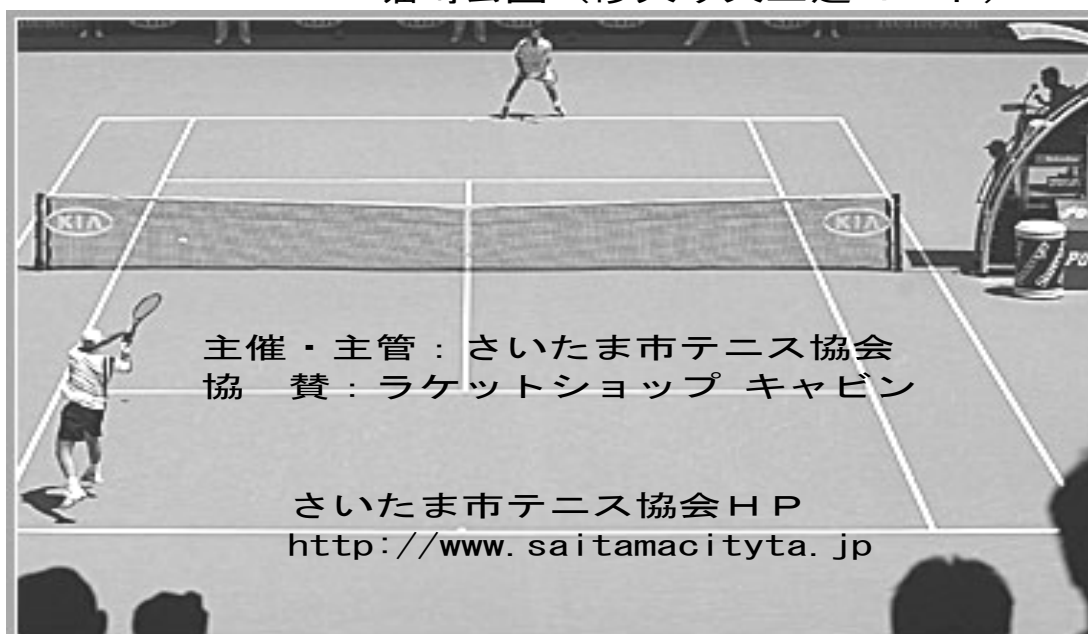 KIA
KIA
主催・主管：さいたま市テニス協会
協　賛：ラケットショップ キャビン
さいたま市テニス協会ＨＰ
http://www.saitamacityta.jp